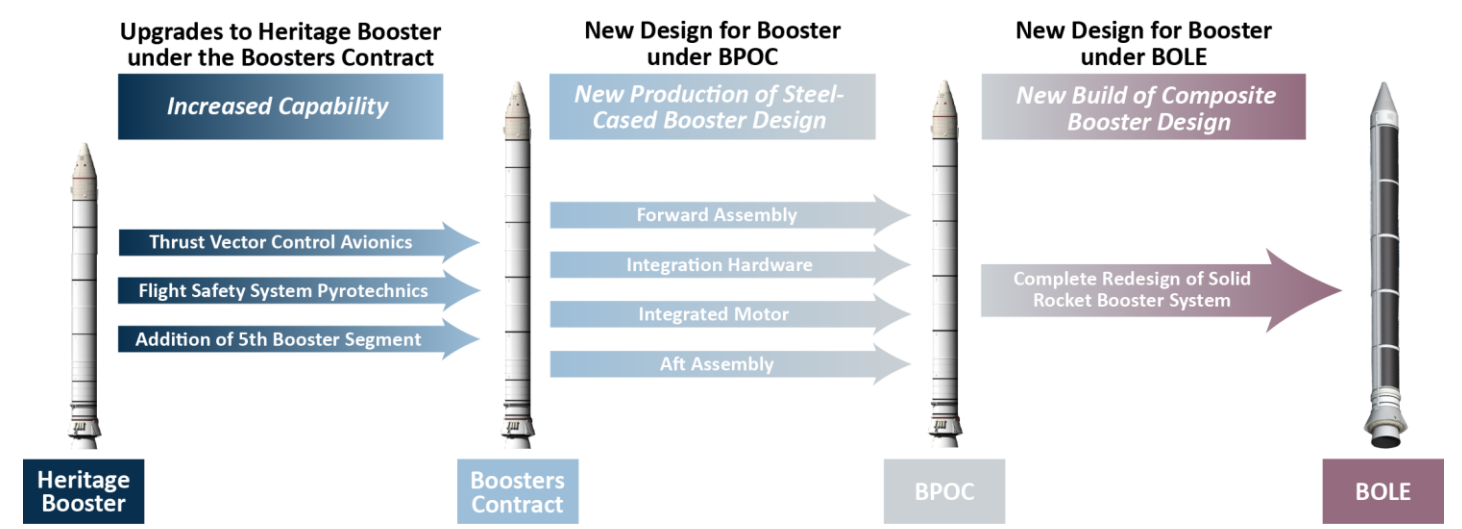 Upgrades to Heritage Booster
under the Boosters Contract
Increased Capability
Thrust Vector Control Avionics
Flight Safety System Pyrotechnics
Addition of 5th Booster Segment
New Design for Booster
under BPOC
New Production of Steel-
Cased Booster Design
Forward Assembly
Integration Hardware
Integrated Motor
Aft Assembly
New Design for Booster
under BOLE
New Build of Composite
Booster Design
Complete Redesign of Solid
Rocket Booster System
Heritage
Booster
Boosters
Contract
BPOC
BOLE